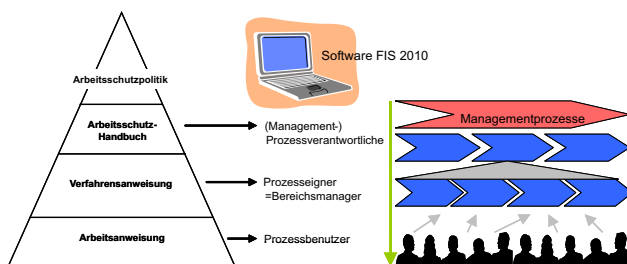 Software FIS 2010
Arbeitsschutzpolitik
Arbeitsschutz-
Handbuch
(Management-)
Prozessverantwortliche
Managementprozesse
Verfahrensanweisung
Prozesseigner
=Bereichsmanager
Arbeitsanweisung
Prozessbenutzer